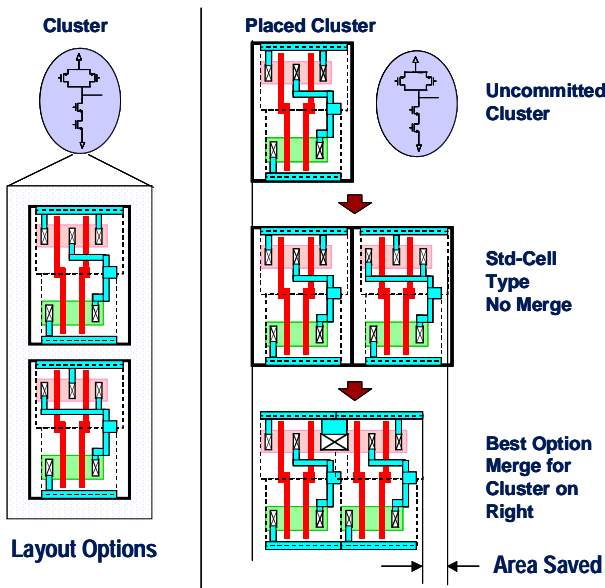 Cluster
Placed Cluster
Uncommitted
Cluster
Std-Cell
Type
No Merge
Best Option
Merge for
Cluster on
Right
Layout Options
Area Saved